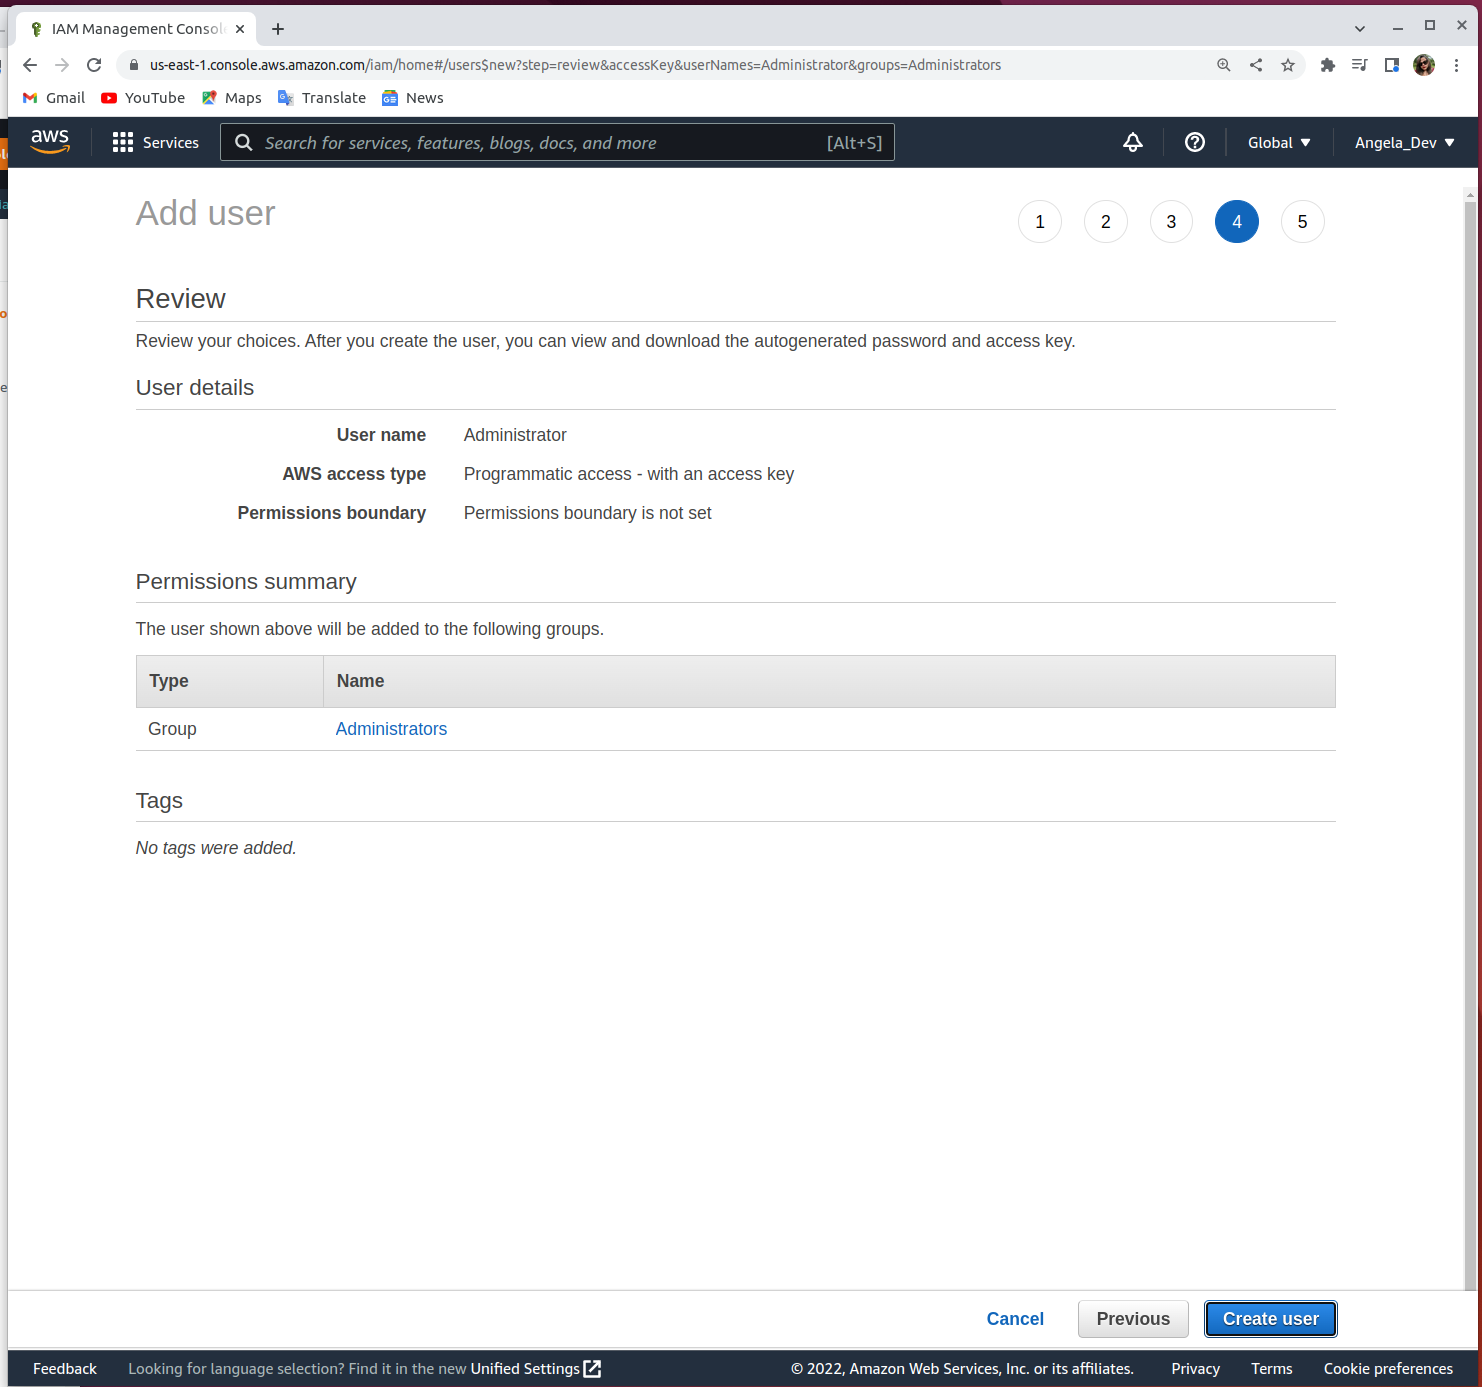 IAM Management Consol
us-east-1.console.aws.amazon.com/iam/home#/users$new?step=review&accessKey&userNames=Administrator&groups=Administrators
Gmail YouTube Maps Translate News
aws Services Search for services, features, blogs, docs, and more [Alt+S] Global Angela_Dev
Add user 1 2 3 4 5
Review
Review your choices. After you create the user, you can view and download the autogenerated password and access key.
User details
User name Administrator
AWS access type Programmatic access - with an access key
Permissions boundary Permissions boundary is not set
Permissions summary
The user shown above will be added to the following groups.
Type Name
Group Administrators
Tags
No tags were added.
Cancel Previous Create user
Feedback Looking for language selection? Find it in the new Unified Settings © 2022, Amazon Web Services, Inc. or its affiliates. Privacy Terms Cookie preferences